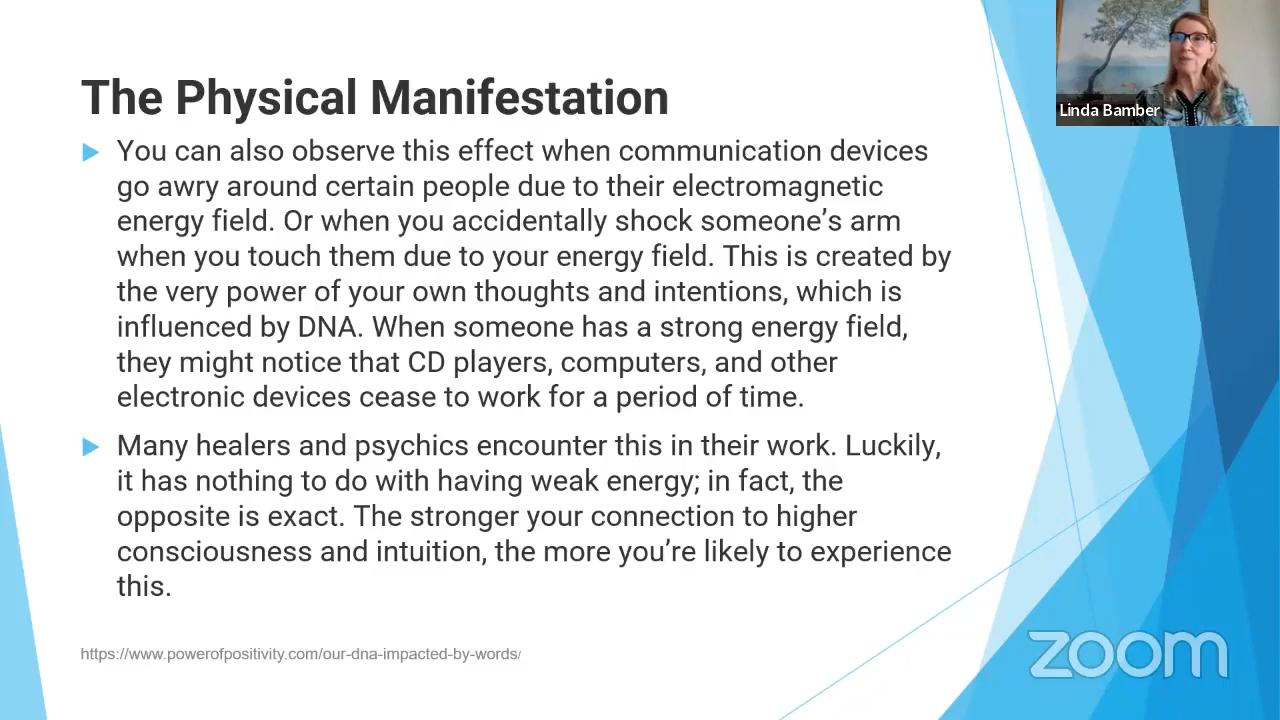 The Physical Manifestation
You can also observe this effect when communication devices
go awry around certain people due to their electromagnetic
energy field. Or when you accidentally shock someone’s arm
when you touch them due to your energy field. This is created by
the very power of your own thoughts and intentions, which is
influenced by DNA. When someone has a strong energy field,
they might notice that CD players, computers, and other
electronic devices cease to work for a period of time.
Many healers and psychics encounter this in their work. Luckily,
it has nothing to do with having weak energy; in fact, the
opposite is exact. The stronger your connection to higher
consciousness and intuition, the more you’re likely to experience
this.
https://www.powerofpositivity.com/our-dna-impacted-by-words/
Linda Bamber
zoom